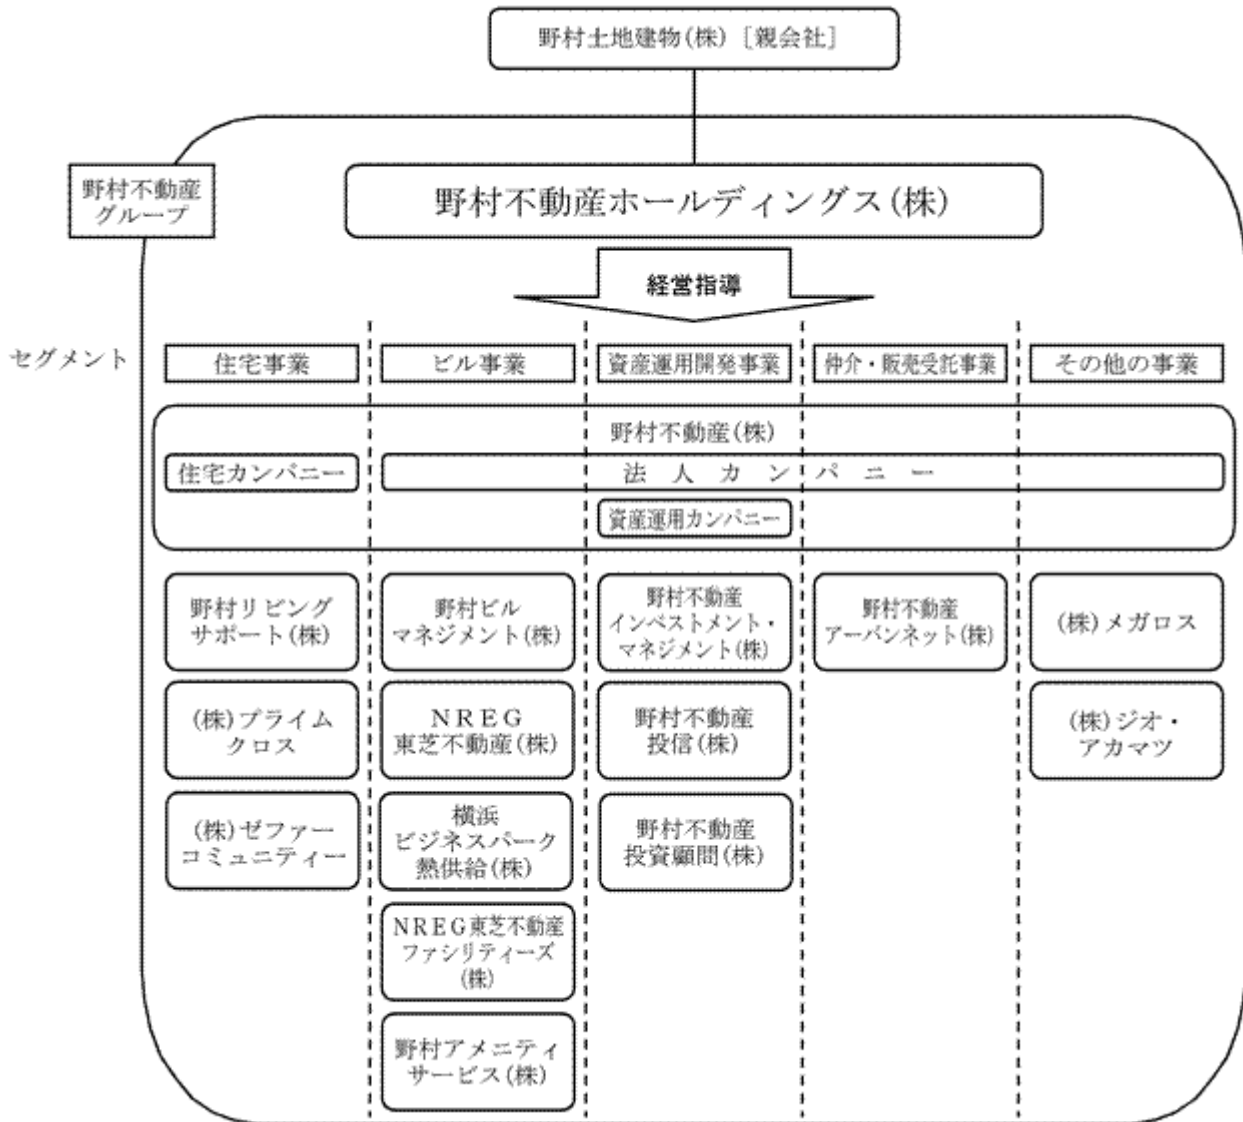 野村土地建物(株)［親会社］
野村不動産
グループ
野村不動産ホールディングス(株)
経営指導
セグメント
住宅事業
ビル事業
資産運用開発事業
仲介・販売受託事業
その他の事業
野村不動産(株)
住宅カンパニー
法人カンパニー
資産運用カンパニー
野村リビング
サポート(株)
野村ビル
マネジメント(株)
野村不動産
インベストメント・
マネジメント(株)
野村不動産
アーバンネット(株)
(株)メガロス
(株)プライム
クロス
ＮＲＥＧ
東芝不動産(株)
野村不動産
投信(株)
(株)ジオ・
アカマツ
(株)ゼファー
コミュニティー
横浜
ビジネスパーク
熱供給(株)
野村不動産
投資顧問(株)
ＮＲＥＧ東芝不動産
ファシリティーズ
(株)
野村アメニティ
サービス(株)